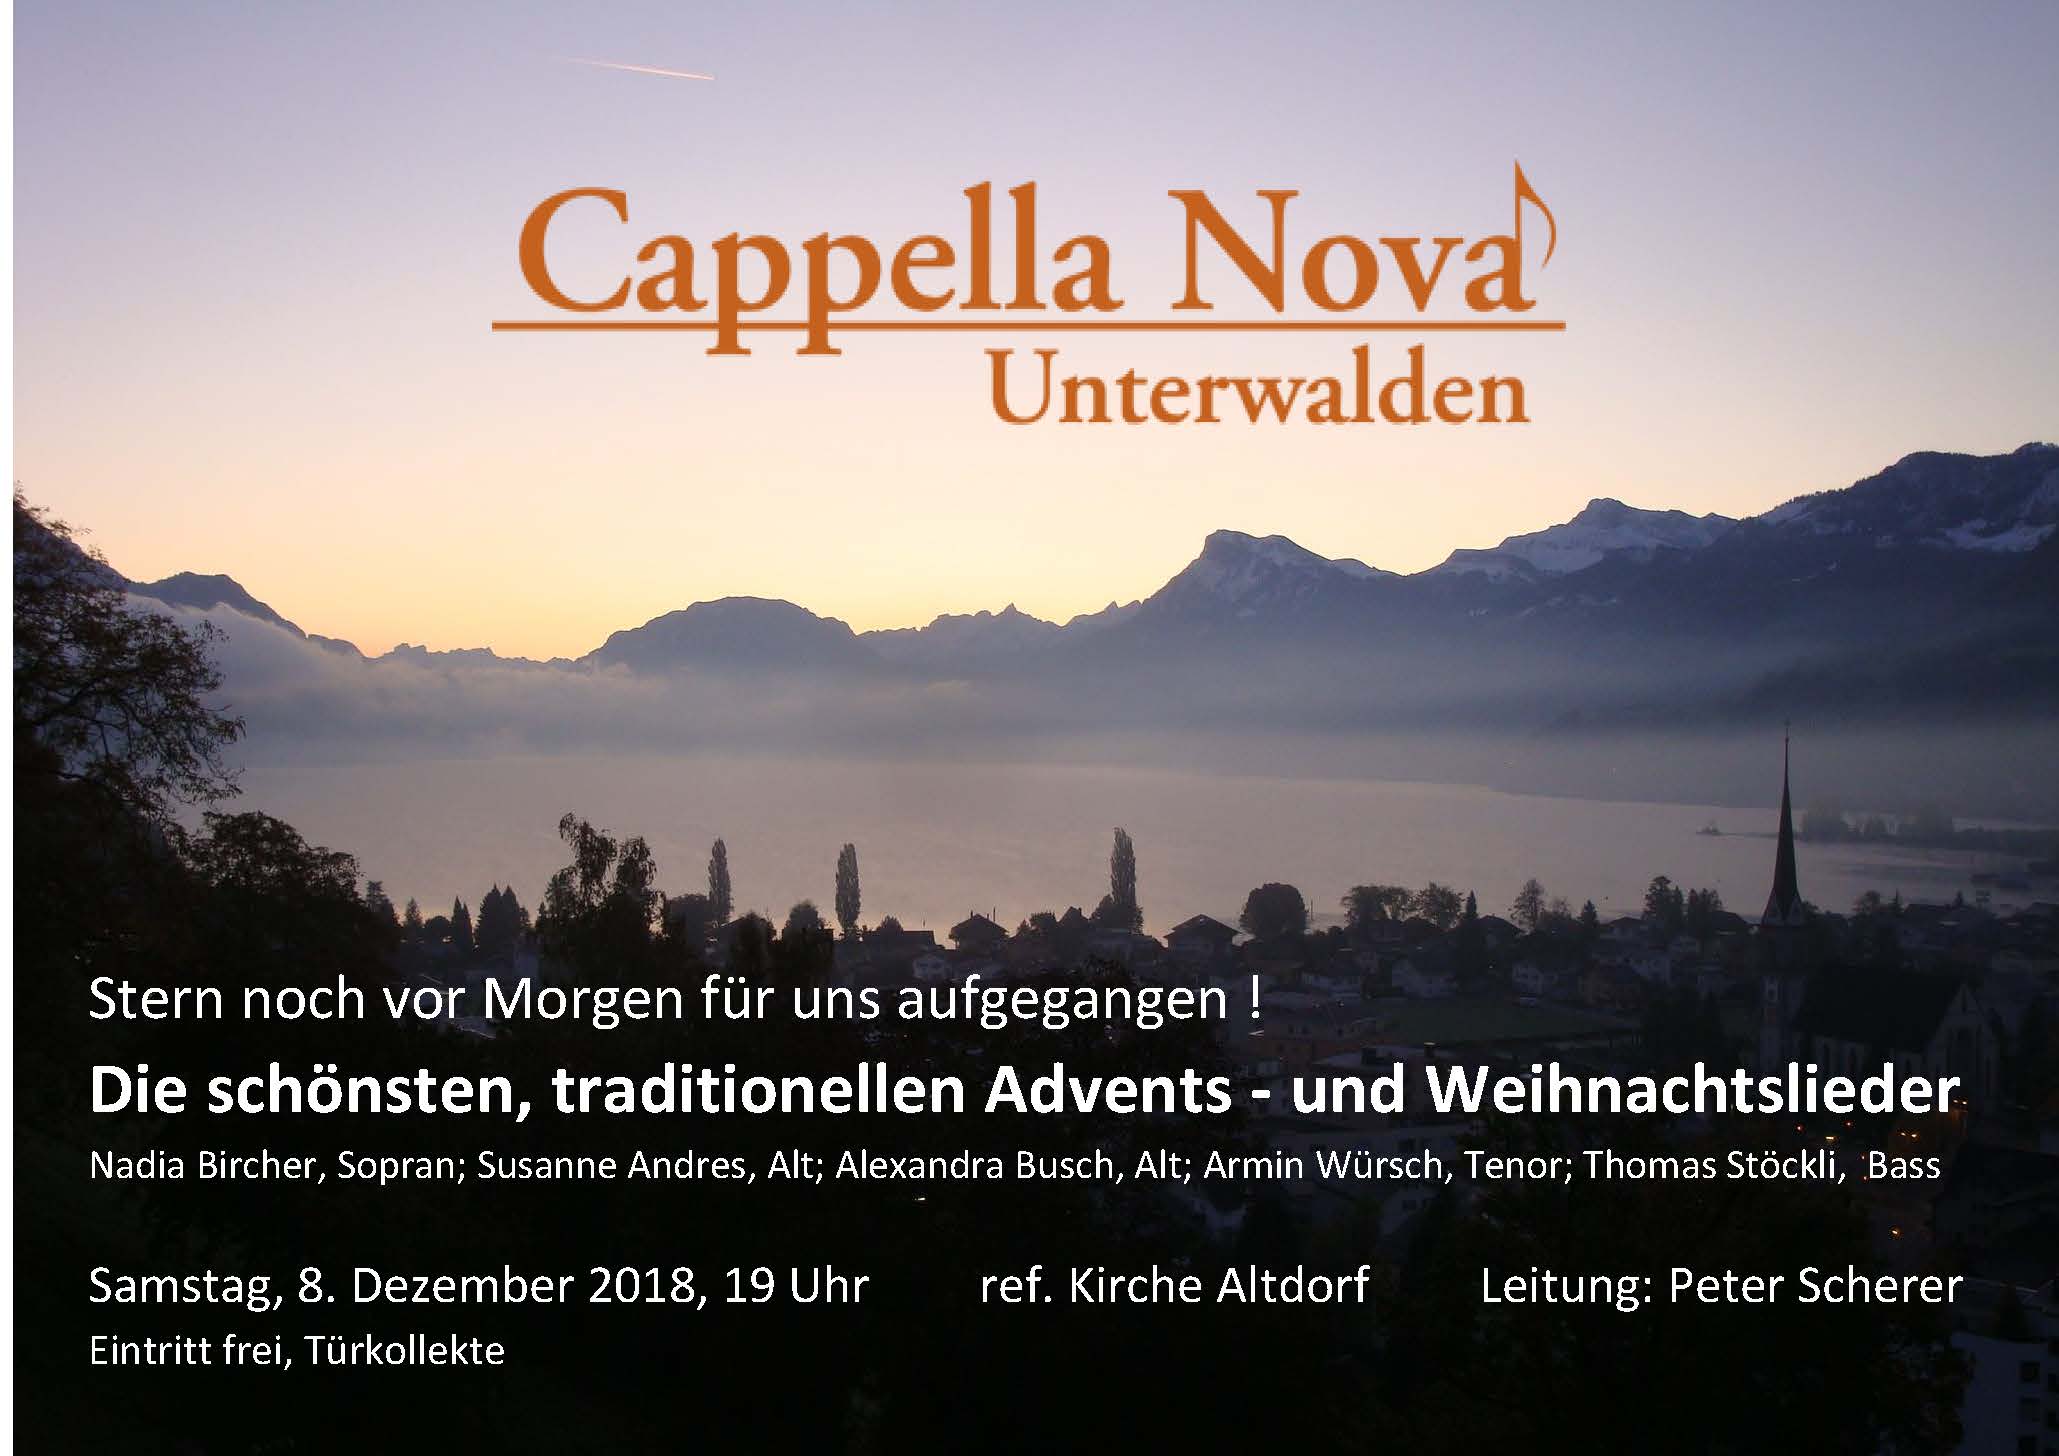 Cappella Nova
Unterwalden
Stern noch vor Morgen für uns aufgegangen !
Die schönsten, traditionellen Advents - und Weihnachtslieder
Nadia Bircher, Sopran; Susanne Andres, Alt; Alexandra Busch, Alt; Armin Würsch, Tenor; Thomas Stöckli, Bass
Samstag, 8. Dezember 2018, 19 Uhr ref. Kirche Altdorf Leitung: Peter Scherer
Eintritt frei, Türkollekte